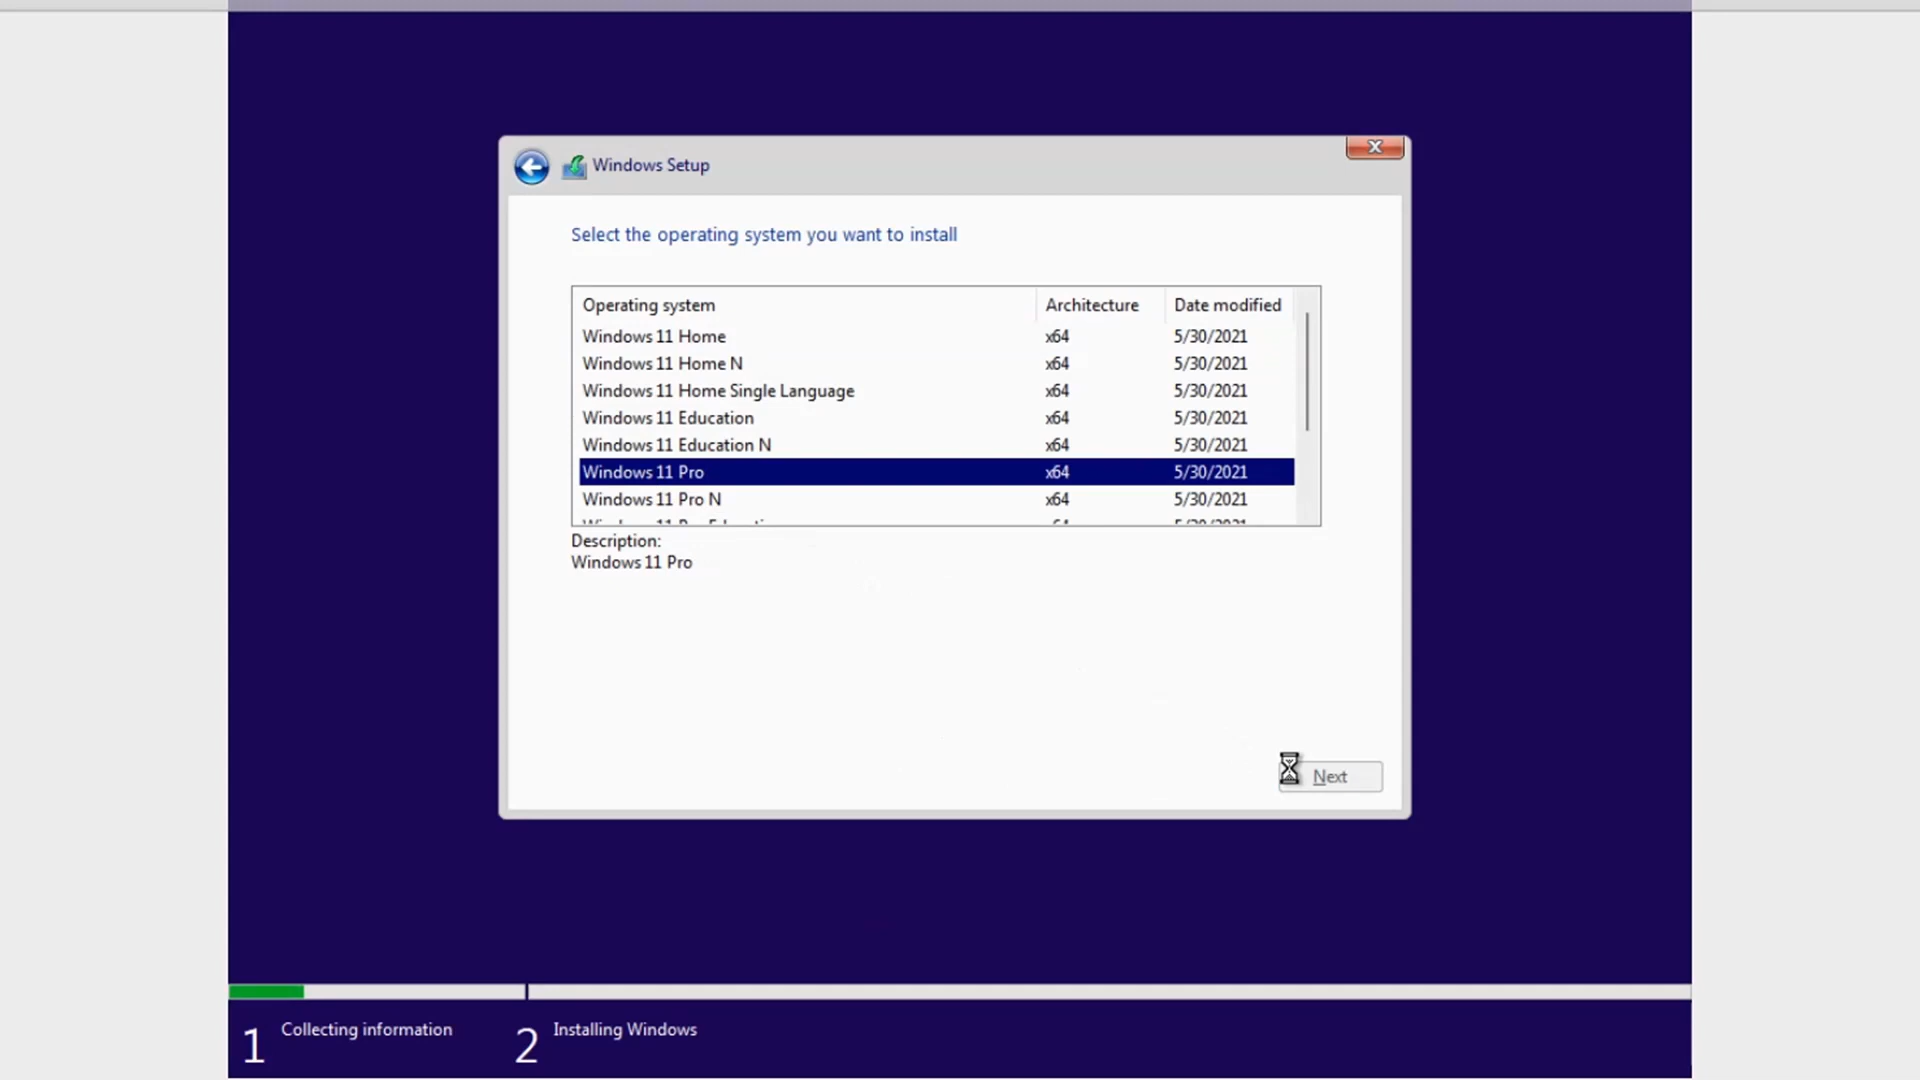 Windows Setup
X
Select the operating system you want to install
Operating system Architecture Date modified
Windows 11 Home x64 5/30/2021
Windows 11 Home N x64 5/30/2021
Windows 11 Home Single Language x64 5/30/2021
Windows 11 Education x64 5/30/2021
Windows 11 Education N x64 5/30/2021
Windows 11 Pro x64 5/30/2021
Windows 11 Pro N x64 5/30/2021
Description:
Windows 11 Pro
Next
1 Collecting information 2 Installing Windows